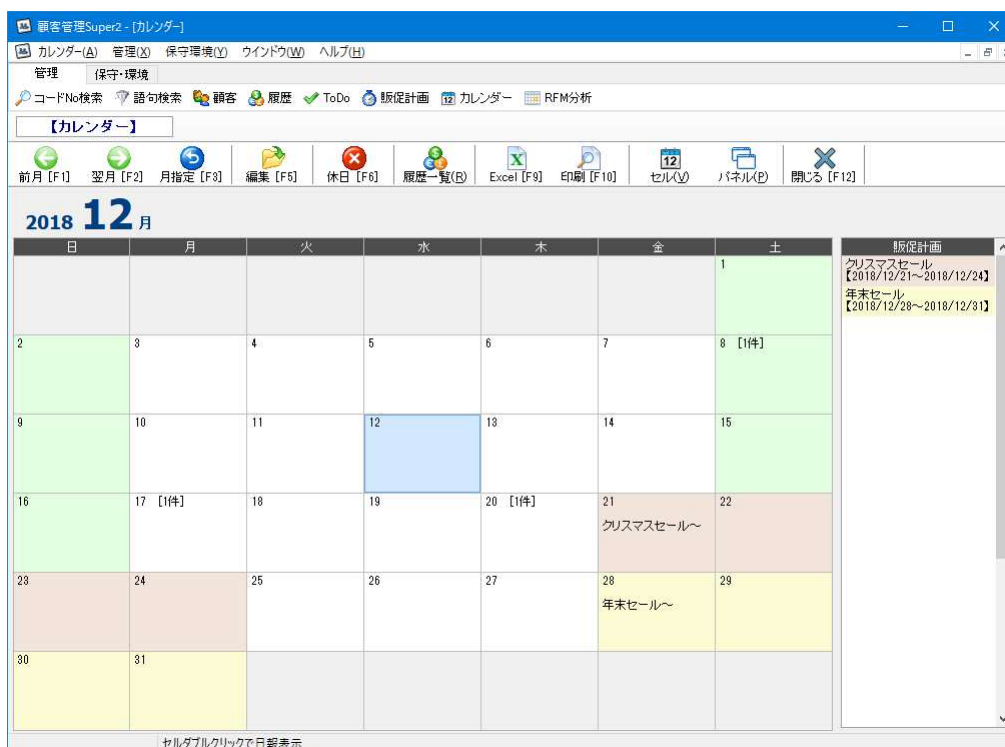 顧客管理Super2 - [カレンダー]
カレンダー(A) 管理(X) 保守環境(Y) ウインドウ(W) ヘルプ(H)
管理 保守・環境
コードNo検索 語句検索 顧客 履歴 ToDo 販促計画 12 カレンダー RFM分析
【カレンダー】
前月 [F1] 翌月 [F2] 月指定 [F3] 編集 [F5] 休日 [F6] 履歴一覧(R) Excel [F9] 印刷 [F10] 12 セル(V) パネル(P) 閉じる [F12]
2018 12 月
日 月 火 水 木 金 土 販促計画
1
クリスマスセール
【2018/12/21～2018/12/24】
年末セール
【2018/12/28～2018/12/31】
2 3 4 5 6 7 8 [1件]
9 10 11 12 13 14 15
16 17 [1件] 18 19 20 [1件] 21 22
クリスマスセール～
23 24 25 26 27 28 29
年末セール～
30 31
セルダブルクリックで日報表示